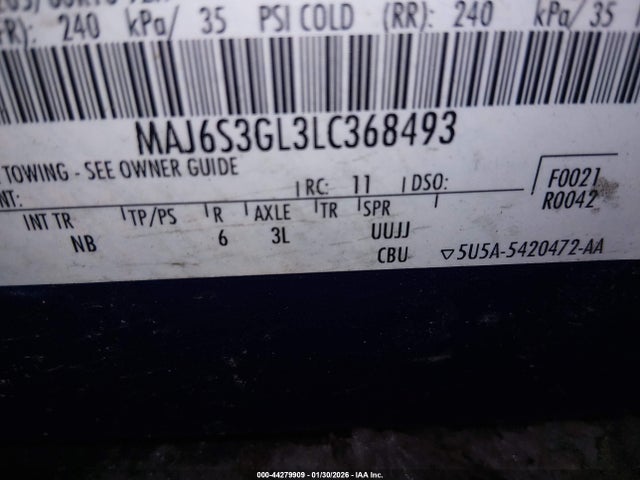 FR): 240 kPa/ 35 PSI COLD (RR): 240 kPa/ 35
MAJ6S3GL3LC368493
TOWING - SEE OWNER GUIDE
NT: RC: 11 DSO: F0021
R0042
INT TR TP/PS R AXLE TR SPR
NB 6 3L UUJJ
CBU ▽5U5A-5420472-AA
000-44279909 - 01/30/2026 - IAA Inc.